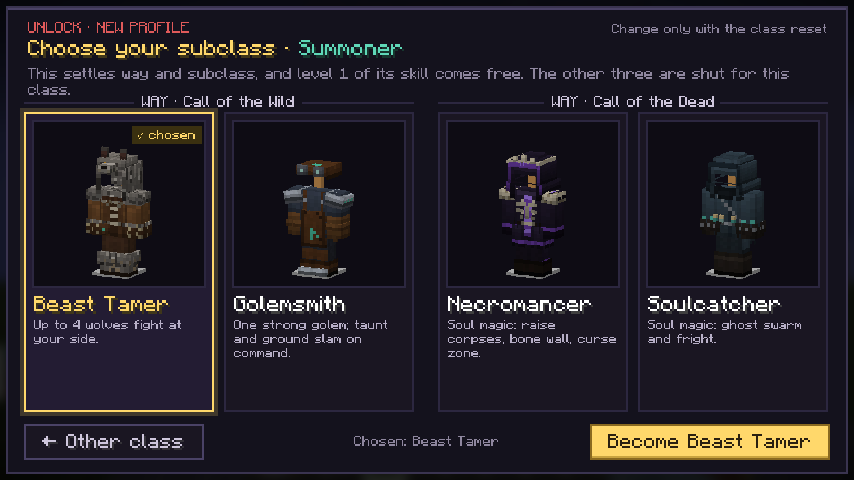 UNLOCK · NEW PROFILE
Change only with the class reset
Choose your subclass · Summoner
This settles way and subclass, and level 1 of its skill comes free. The other three are shut for this
class.
WAY · Call of the Wild
WAY · Call of the Dead
✓ chosen
Beast Tamer
Up to 4 wolves fight at
your side.
Golemsmith
One strong golem; taunt
and ground slam on
command.
Necromancer
Soul magic: raise
corpses, bone wall, curse
zone.
Soulcatcher
Soul magic: ghost swarm
and fright.
← Other class
Chosen: Beast Tamer
Become Beast Tamer